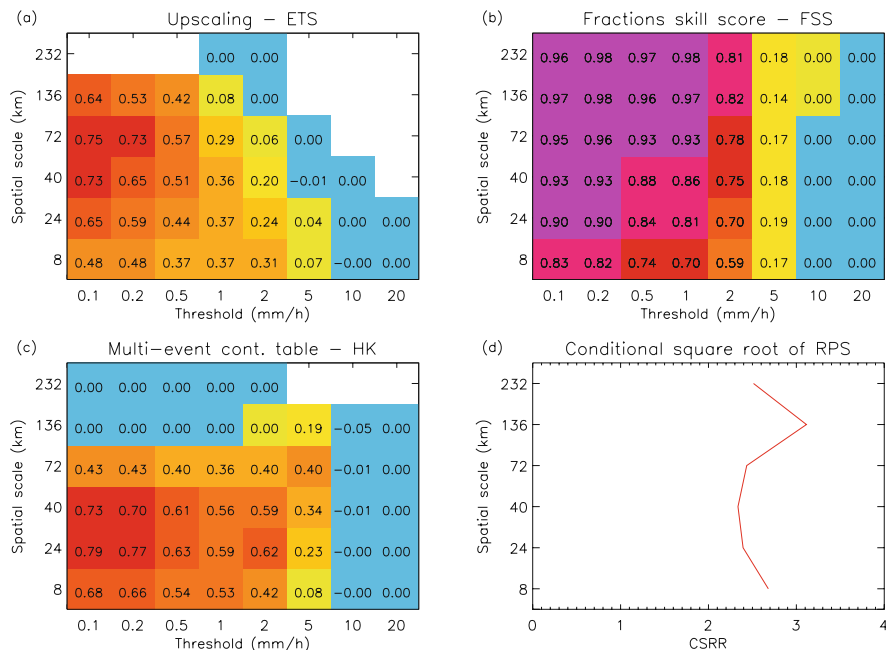 (a) Upscaling – ETS
Spatial scale (km)
232 0.00 0.00
136 0.64 0.53 0.42 0.08 0.00
72 0.75 0.73 0.57 0.29 0.06 0.00
40 0.73 0.65 0.51 0.36 0.20 −0.01 0.00
24 0.65 0.59 0.44 0.37 0.24 0.04 0.00 0.00
8 0.48 0.48 0.37 0.37 0.31 0.07 −0.00 0.00
0.1 0.2 0.5 1 2 5 10 20
Threshold (mm/h)
(b) Fractions skill score – FSS
Spatial scale (km)
232 0.96 0.98 0.97 0.98 0.81 0.18 0.00 0.00
136 0.97 0.98 0.96 0.97 0.82 0.14 0.00 0.00
72 0.95 0.96 0.93 0.93 0.78 0.17 0.00 0.00
40 0.93 0.93 0.88 0.86 0.75 0.18 0.00 0.00
24 0.90 0.90 0.84 0.81 0.70 0.19 0.00 0.00
8 0.83 0.82 0.74 0.70 0.59 0.17 0.00 0.00
0.1 0.2 0.5 1 2 5 10 20
Threshold (mm/h)
(c) Multi–event cont. table – HK
Spatial scale (km)
232 0.00 0.00 0.00 0.00 0.00
136 0.00 0.00 0.00 0.00 0.00 0.19 −0.05 0.00
72 0.43 0.43 0.40 0.36 0.40 0.40 −0.01 0.00
40 0.73 0.70 0.61 0.56 0.59 0.34 −0.01 0.00
24 0.79 0.77 0.63 0.59 0.62 0.23 −0.00 0.00
8 0.68 0.66 0.54 0.53 0.42 0.08 −0.00 0.00
0.1 0.2 0.5 1 2 5 10 20
Threshold (mm/h)
(d) Conditional square root of RPS
Spatial scale (km)
232
136
72
40
24
8
0 1 2 3 4
CSRR